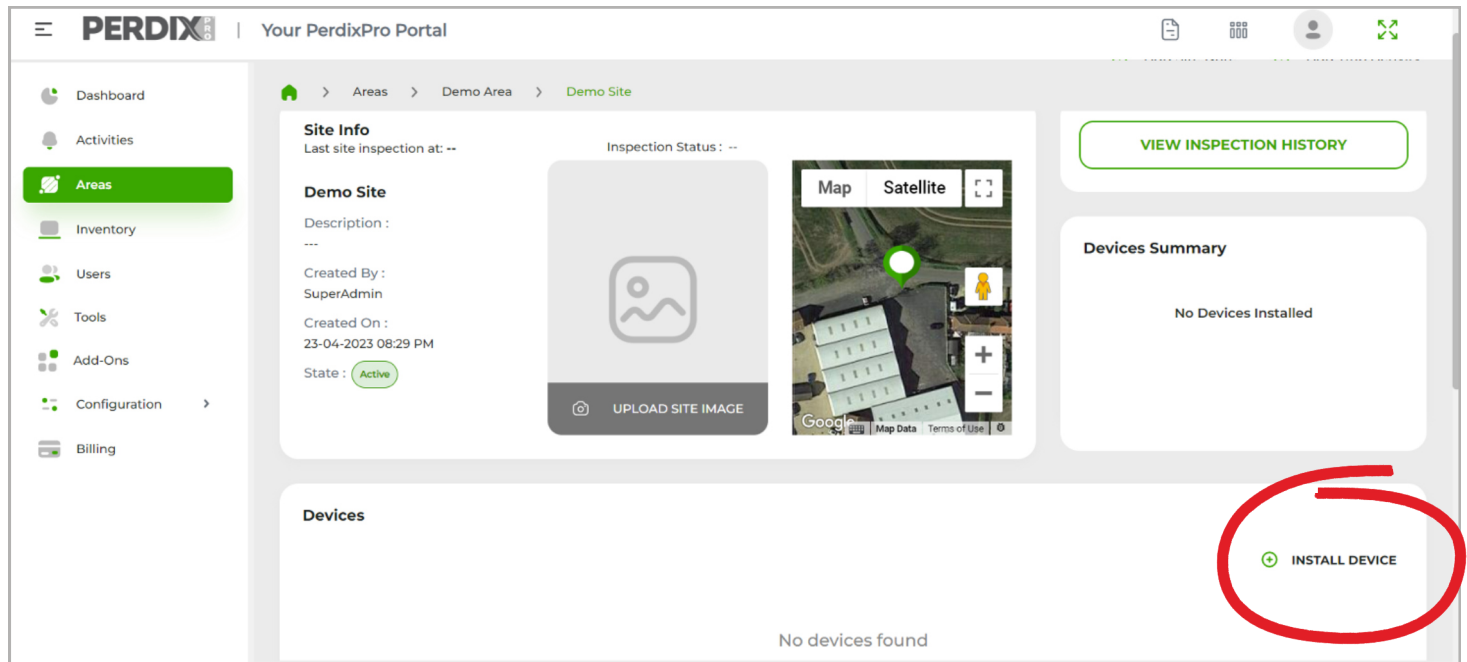 PERDIX PRO | Your PerdixPro Portal
Dashboard
Activities
Areas
Inventory
Users
Tools
Add-Ons
Configuration >
Billing
> Areas > Demo Area > Demo Site
Site Info
Last site inspection at: --
Demo Site
Description :
---
Created By :
SuperAdmin
Created On :
23-04-2023 08:29 PM
State : Active
Inspection Status : --
UPLOAD SITE IMAGE
Map Satellite
Google Map Data Terms of Use
VIEW INSPECTION HISTORY
Devices Summary
No Devices Installed
Devices
INSTALL DEVICE
No devices found